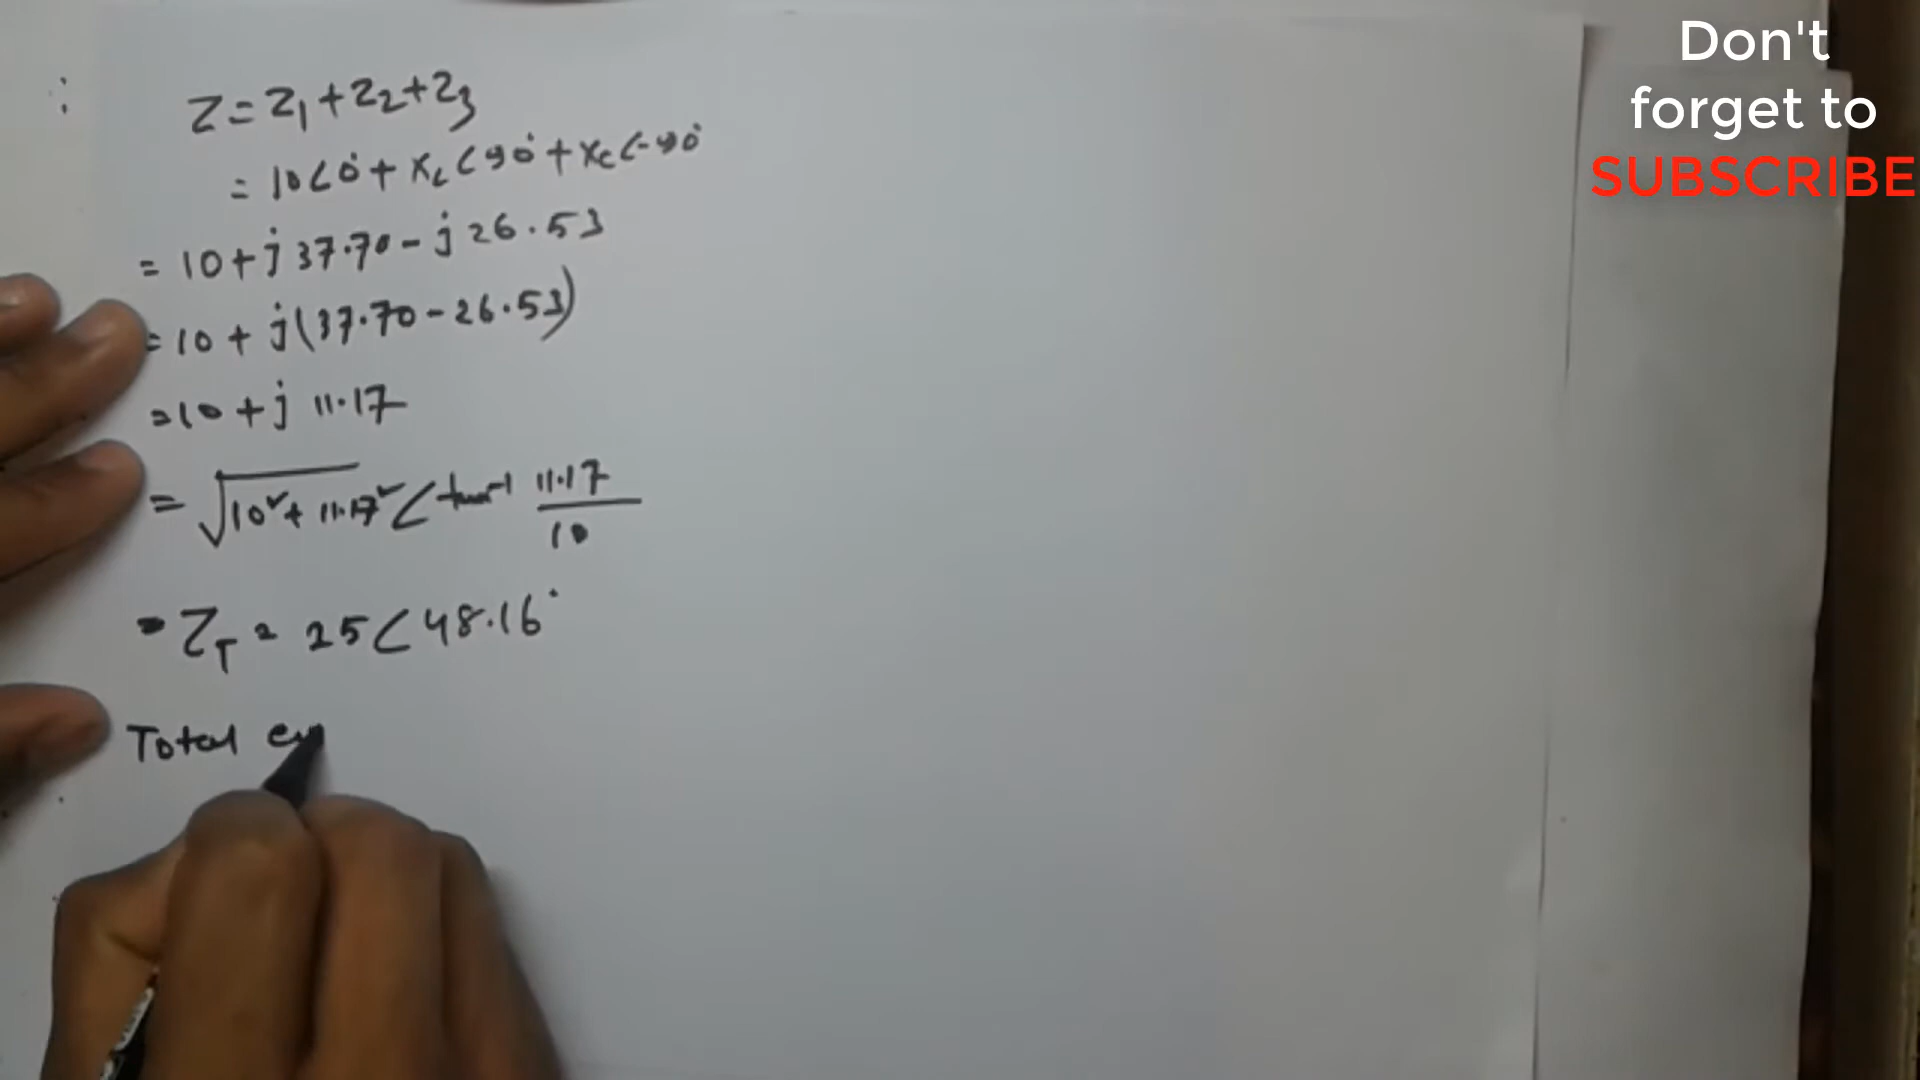 Z = Z1 + Z2 + Z3
= 10<0° + XL<90° + Xc<-90°
= 10 + j 37.70 - j 26.53
= 10 + j(37.70 - 26.53)
= 10 + j 11.17
= √10² + 11.17² < tan⁻¹ 11.17/10
ZT = 25<48.16°
Total
Don't
forget to
SUBSCRIBE